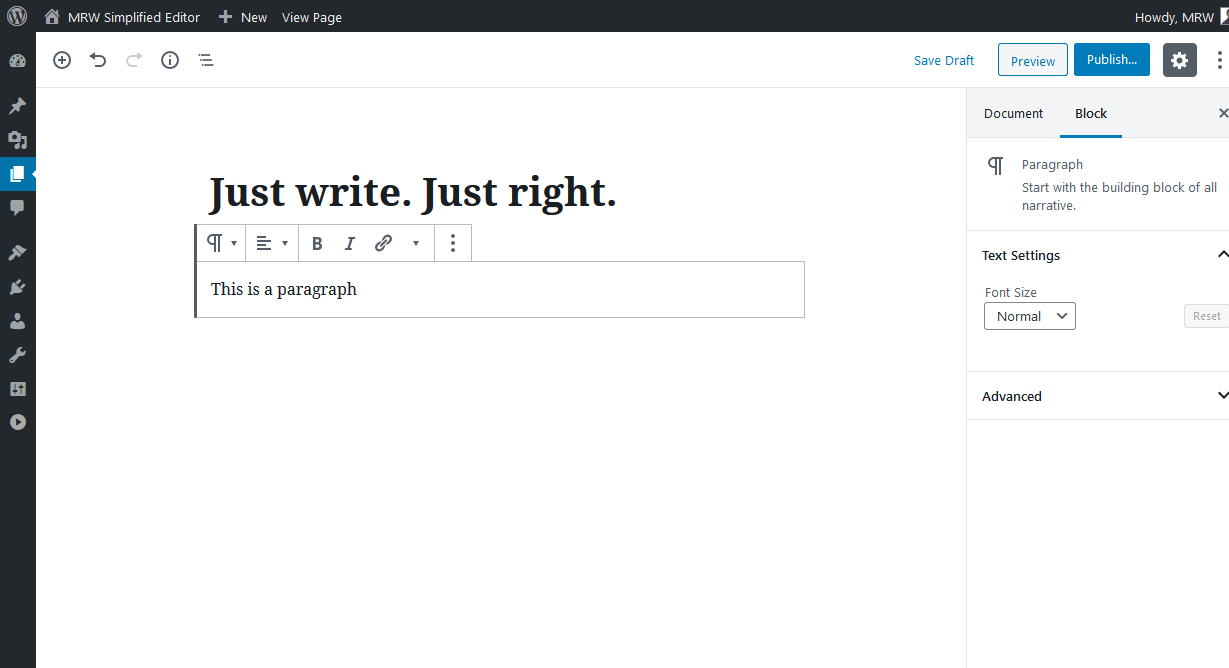 MRW Simplified Editor New View Page Howdy, MRW
Save Draft Preview Publish...
Document Block
Just write. Just right.
B I
This is a paragraph
Paragraph
Start with the building block of all
narrative.
Text Settings
Font Size
Normal Reset
Advanced